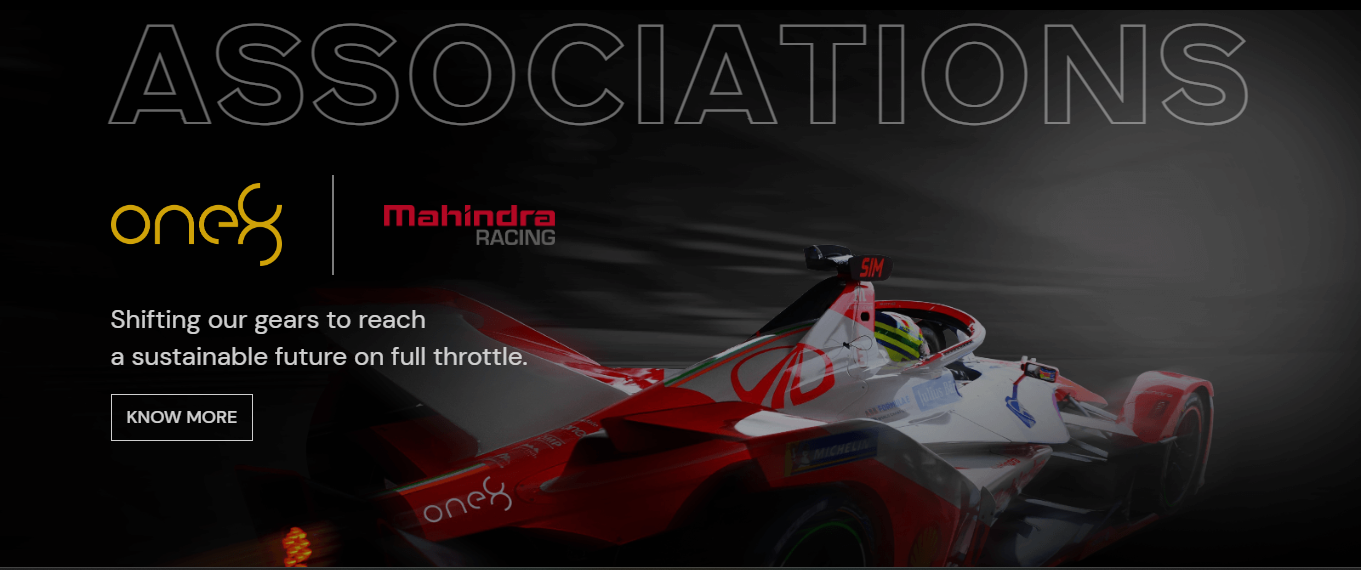 ASSOCIATIONS
one8
Mahindra
RACING
Shifting our gears to reach
a sustainable future on full throttle.
KNOW MORE
SIM
MICHELIN
one8